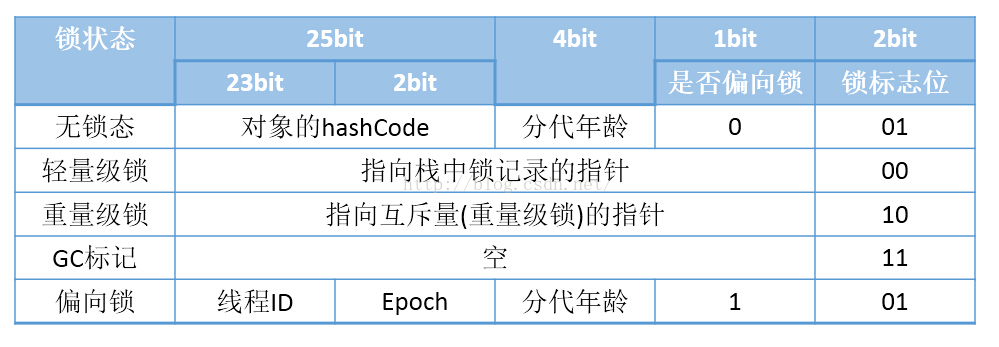 锁状态 25bit 4bit 1bit 2bit
23bit 2bit 是否偏向锁 锁标志位
无锁态 对象的hashCode 分代年龄 0 01
轻量级锁 指向栈中锁记录的指针 00
http://blog.csdn.net/
重量级锁 指向互斥量(重量级锁)的指针 10
GC标记 空 11
偏向锁 线程ID Epoch 分代年龄 1 01